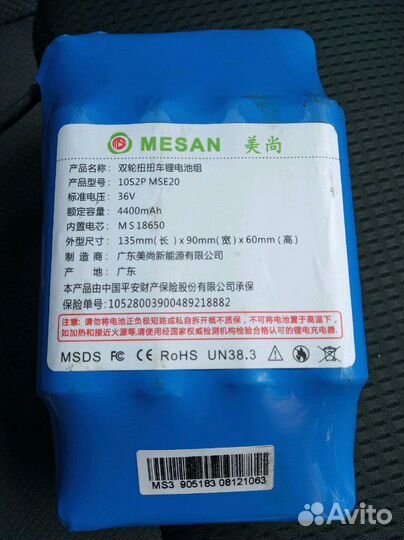 MESAN 美尚
产品名称: 双轮扭扭车锂电池组
产品型号: 10S2P MSE20
标准电压: 36V
额定容量: 4400mAh
内置电芯: MS18650
外型尺寸: 135mm(长)x90mm(宽)x60mm(高)
制造商: 广东美尚新能源有限公司
产地: 广东
本产品由中国平安财产保险股份有限公司承保
保险单号: 10528003900489218882
注意: 请勿将电池正负极短路或私自拆开概不保修, 不可将电池置于高温下,
如加热和接近火源等,请使用经国家权威检测机构检验合格认可的锂电充电器.
MSDS FC CE RoHS UN38.3
MS3 905183 08121063
Avito